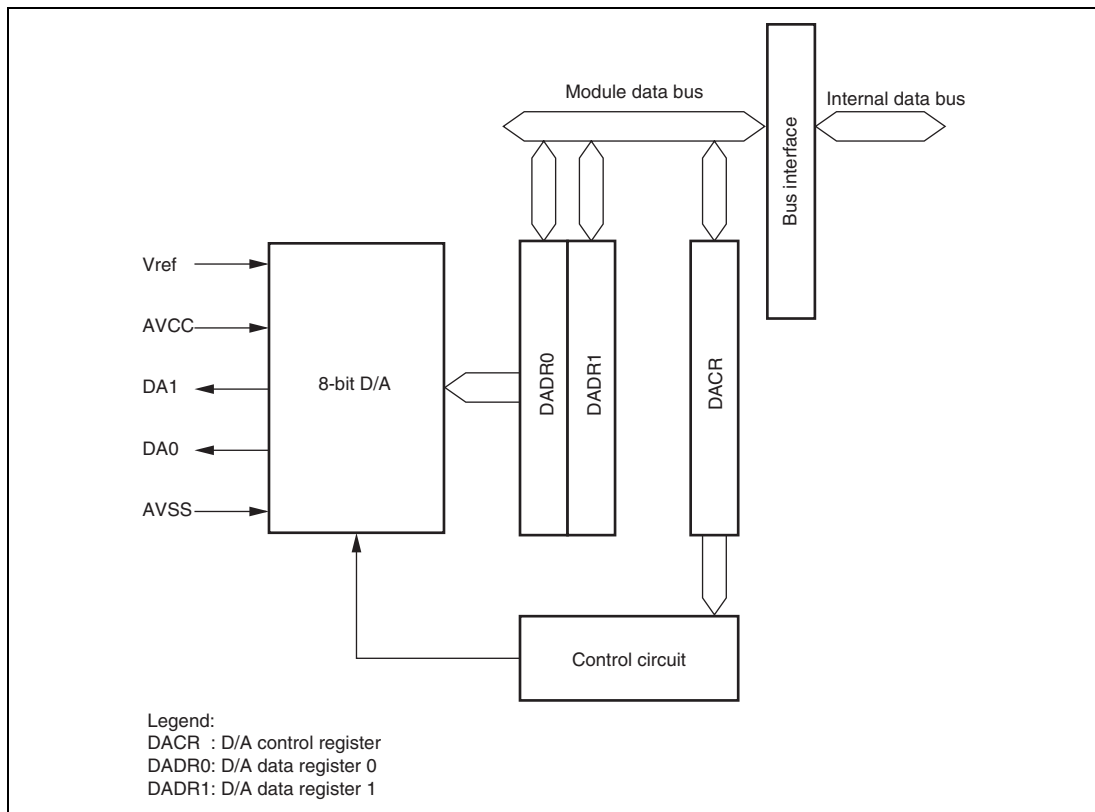 Module data bus
Internal data bus
Bus interface
Vref
AVCC
DA1
DA0
AVSS
8-bit D/A
DADR0
DADR1
DACR
Control circuit
Legend:
DACR : D/A control register
DADR0: D/A data register 0
DADR1: D/A data register 1